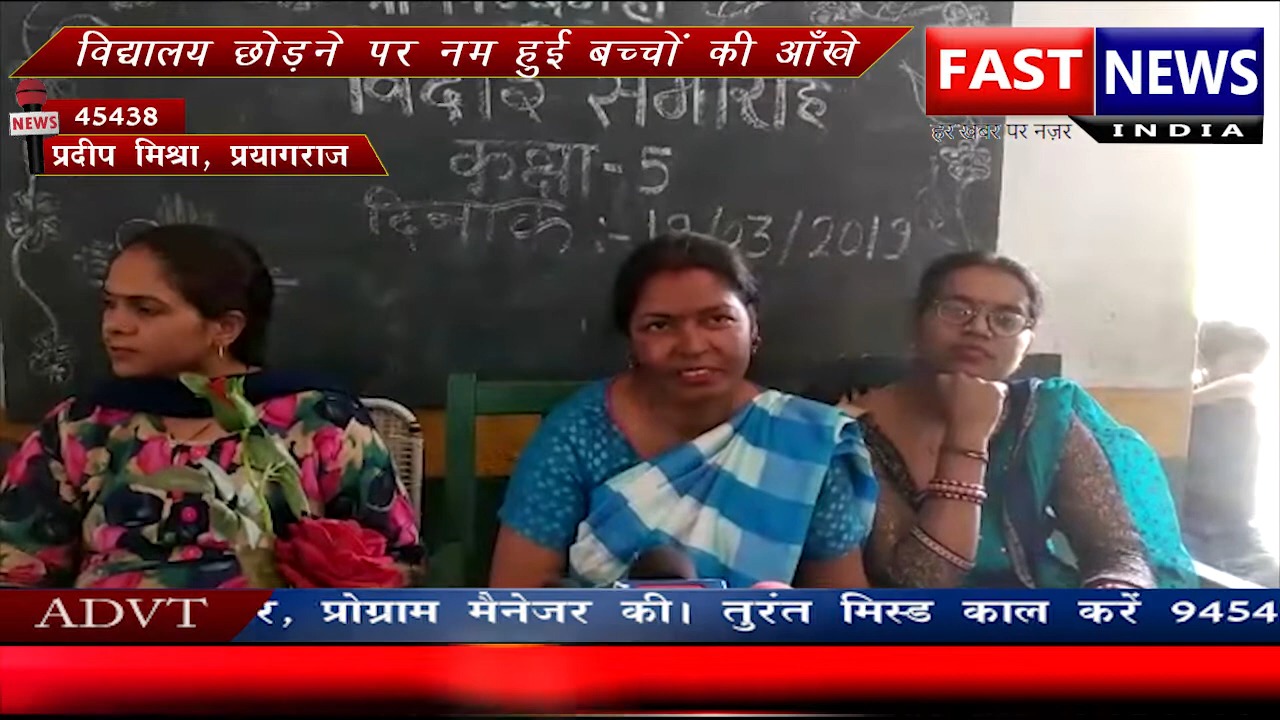 विद्यालय छोड़ने पर नम हुई बच्चों की आँखे
FAST NEWS
INDIA
हर खबर पर नज़र
NEWS
45438
प्रदीप मिश्रा, प्रयागराज
विदाई समारोह
कक्षा-5
दिनाक :-19/03/2019
ADVT
र, प्रोग्राम मैनेजर की। तुरंत मिस्ड काल करें 9454